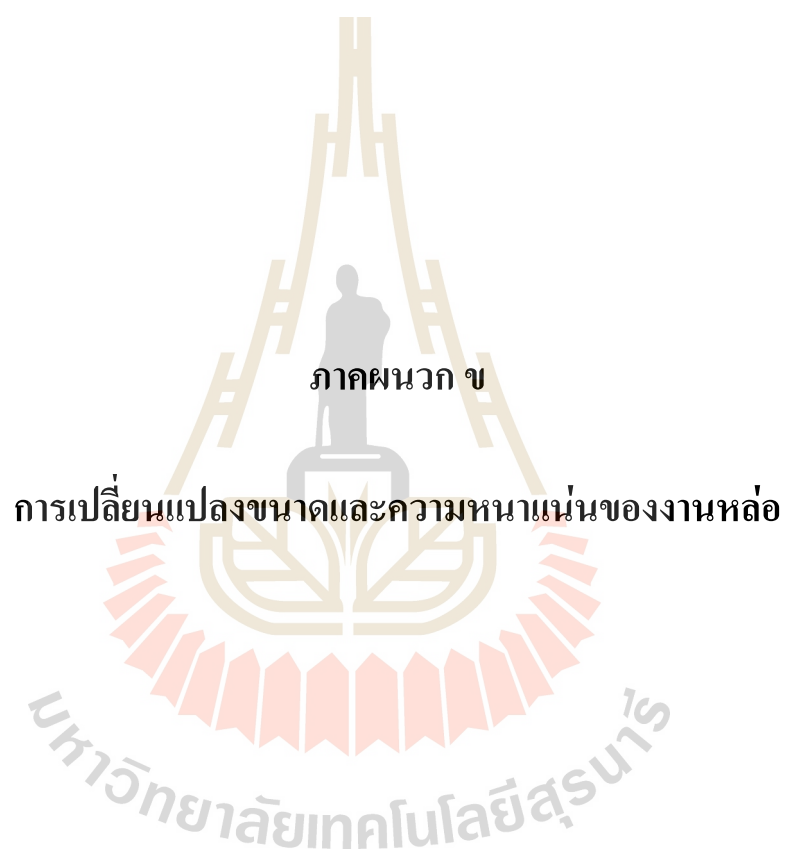 ภาคผนวก ข
การเปลี่ยนแปลงขนาดและความหนาแน่นของงานหล่อ
มหาวิทยาลัยเทคโนโลยีสุรนารี